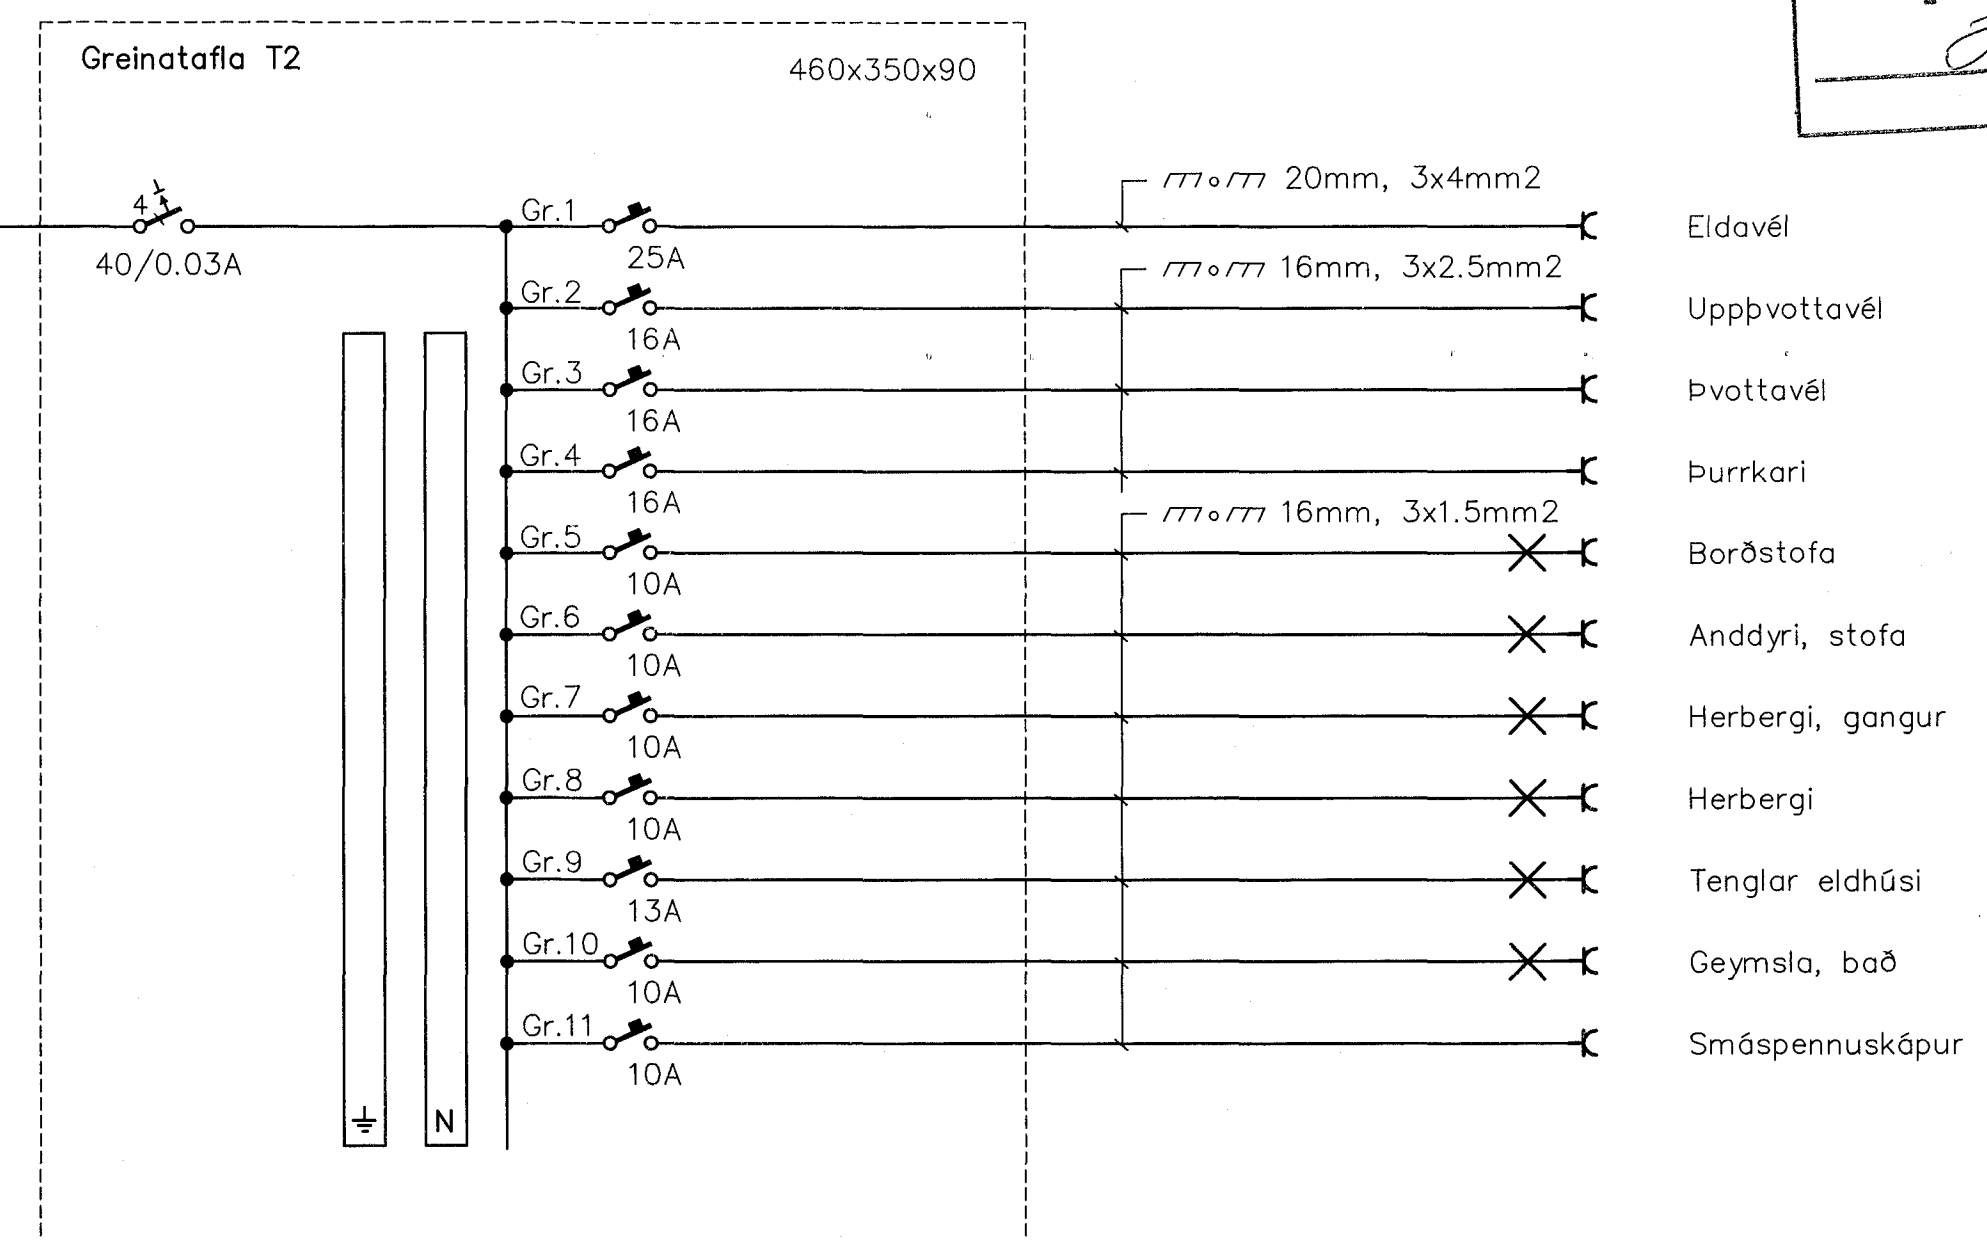 Greinatafla T2
460x350x90
4
40/0.03A
20mm, 3x4mm2
Gr.1
25A
Eldavél
16mm, 3x2.5mm2
Gr.2
16A
Uppþvottavél
Gr.3
16A
Þvottavél
Gr.4
16A
Þurrkari
16mm, 3x1.5mm2
Gr.5
10A
Borðstofa
Gr.6
10A
Anddyri, stofa
Gr.7
10A
Herbergi, gangur
Gr.8
10A
Herbergi
Gr.9
13A
Tenglar eldhúsi
Gr.10
10A
Geymsla, bað
Gr.11
10A
Smáspennuskápur
N